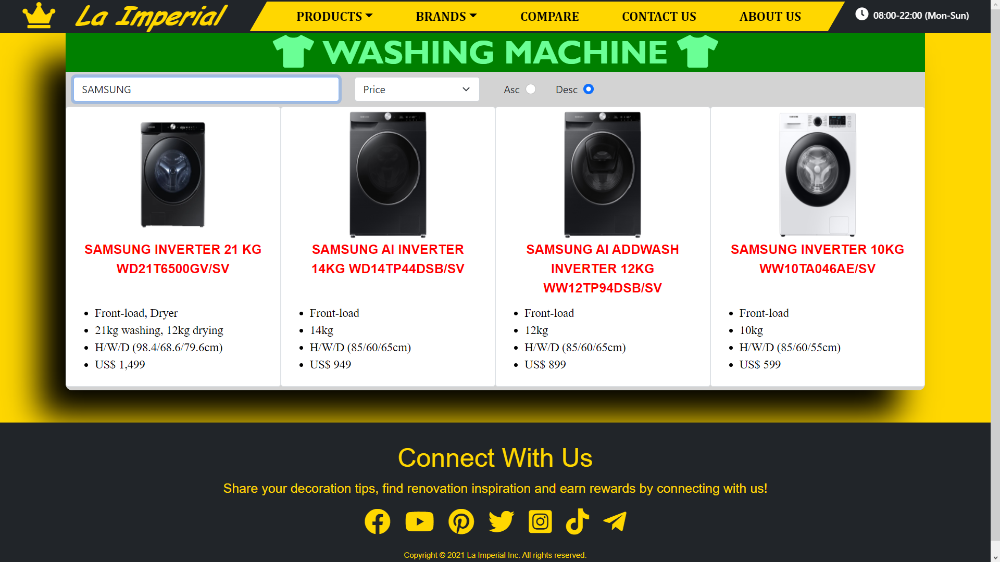 La Imperial
PRODUCTS
BRANDS
COMPARE
CONTACT US
ABOUT US
08:00-22:00 (Mon-Sun)
WASHING MACHINE
SAMSUNG
Price
Asc
Desc
SAMSUNG INVERTER 21 KG
WD21T6500GV/SV
Front-load, Dryer
21kg washing, 12kg drying
H/W/D (98.4/68.6/79.6cm)
US$ 1,499
SAMSUNG AI INVERTER
14KG WD14TP44DSB/SV
Front-load
14kg
H/W/D (85/60/65cm)
US$ 949
SAMSUNG AI ADDWASH
INVERTER 12KG
WW12TP94DSB/SV
Front-load
12kg
H/W/D (85/60/65cm)
US$ 899
SAMSUNG INVERTER 10KG
WW10TA046AE/SV
Front-load
10kg
H/W/D (85/60/55cm)
US$ 599
Connect With Us
Share your decoration tips, find renovation inspiration and earn rewards by connecting with us!
Copyright © 2021 La Imperial Inc. All rights reserved.